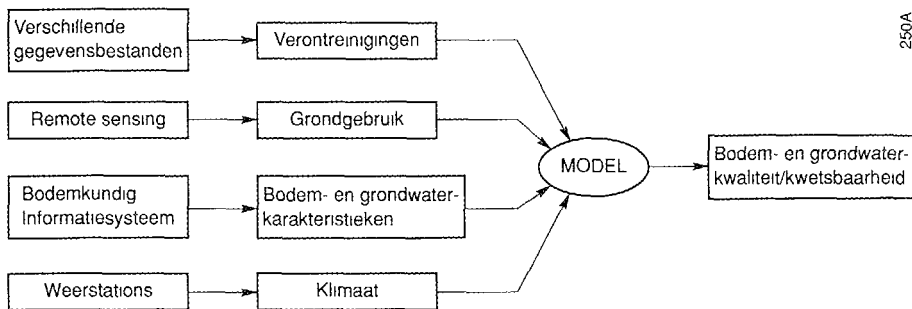 Verschillende
gegevensbestanden
Verontreinigingen
250A
Remote sensing
Grondgebruik
MODEL
Bodem- en grondwater-
kwaliteit/kwetsbaarheid
Bodemkundig
Informatiesysteem
Bodem- en grondwater-
karakteristieken
Weerstations
Klimaat